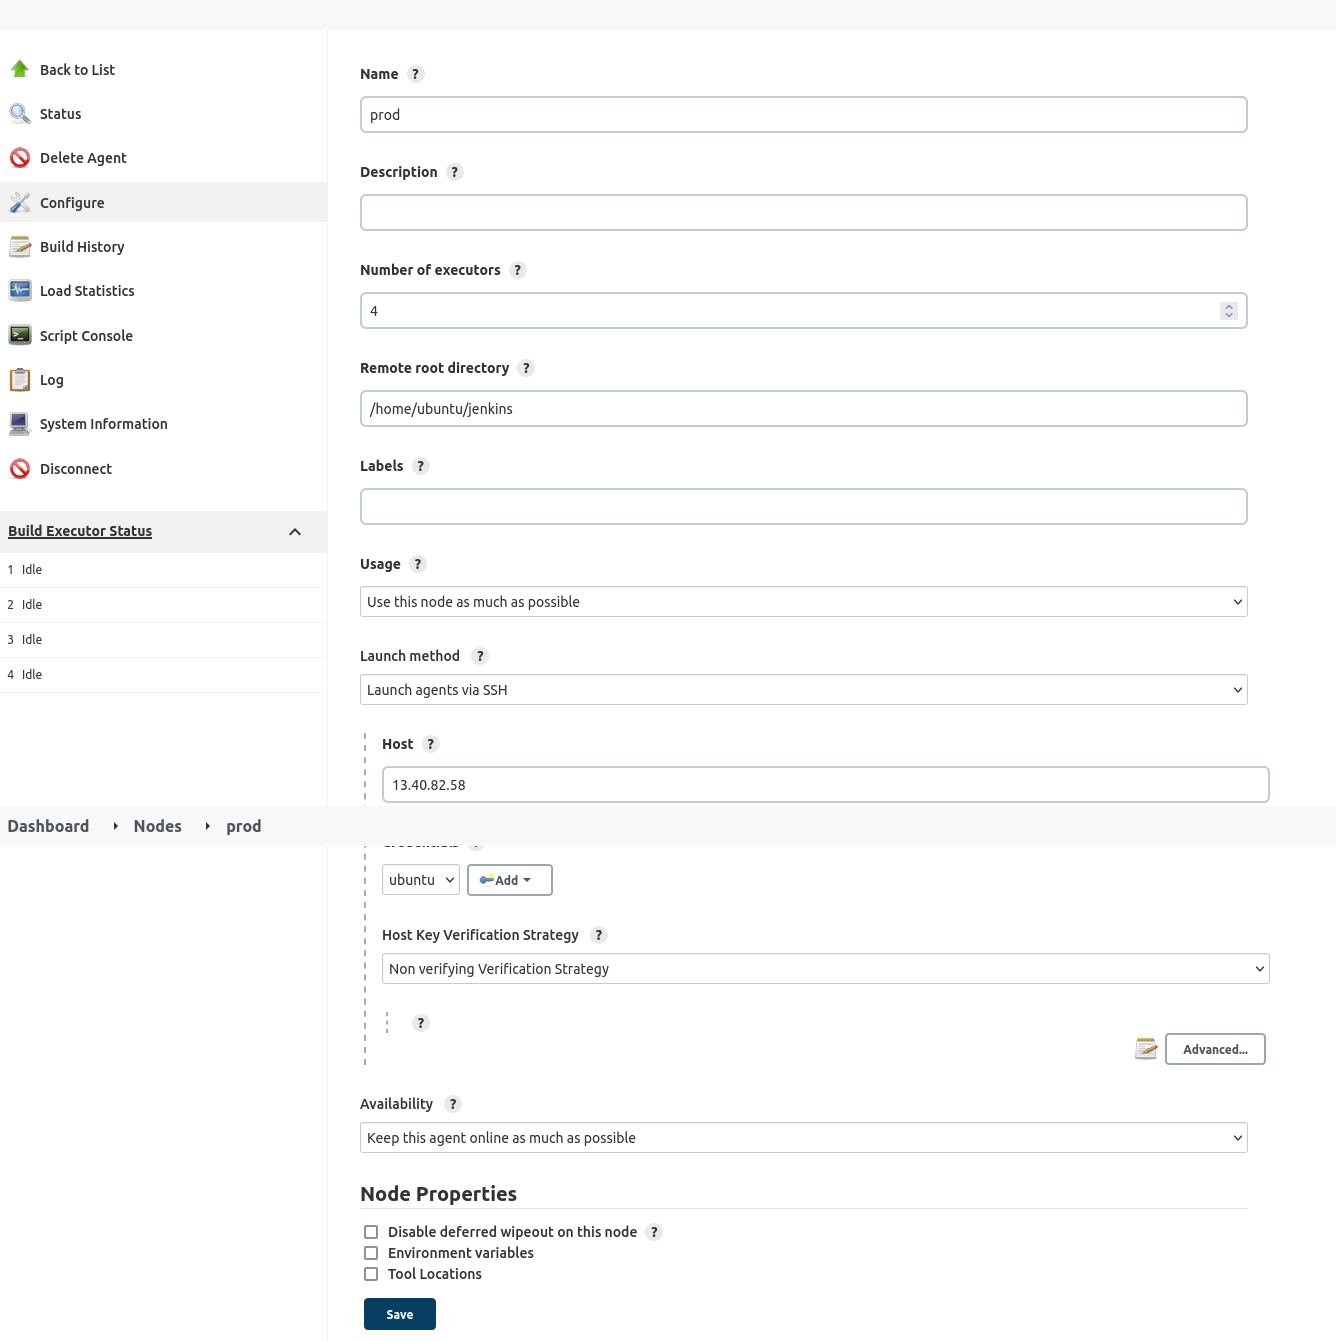 Back to List
Status
Delete Agent
Configure
Build History
Load Statistics
Script Console
Log
System Information
Disconnect
Build Executor Status
1 Idle
2 Idle
3 Idle
4 Idle
Name ?
prod
Description ?
Number of executors ?
4
Remote root directory ?
/home/ubuntu/jenkins
Labels ?
Usage ?
Use this node as much as possible
Launch method ?
Launch agents via SSH
Host ?
13.40.82.58
Dashboard Nodes prod
ubuntu Add
Host Key Verification Strategy ?
Non verifying Verification Strategy
?
Advanced...
Availability ?
Keep this agent online as much as possible
Node Properties
Disable deferred wipeout on this node ?
Environment variables
Tool Locations
Save